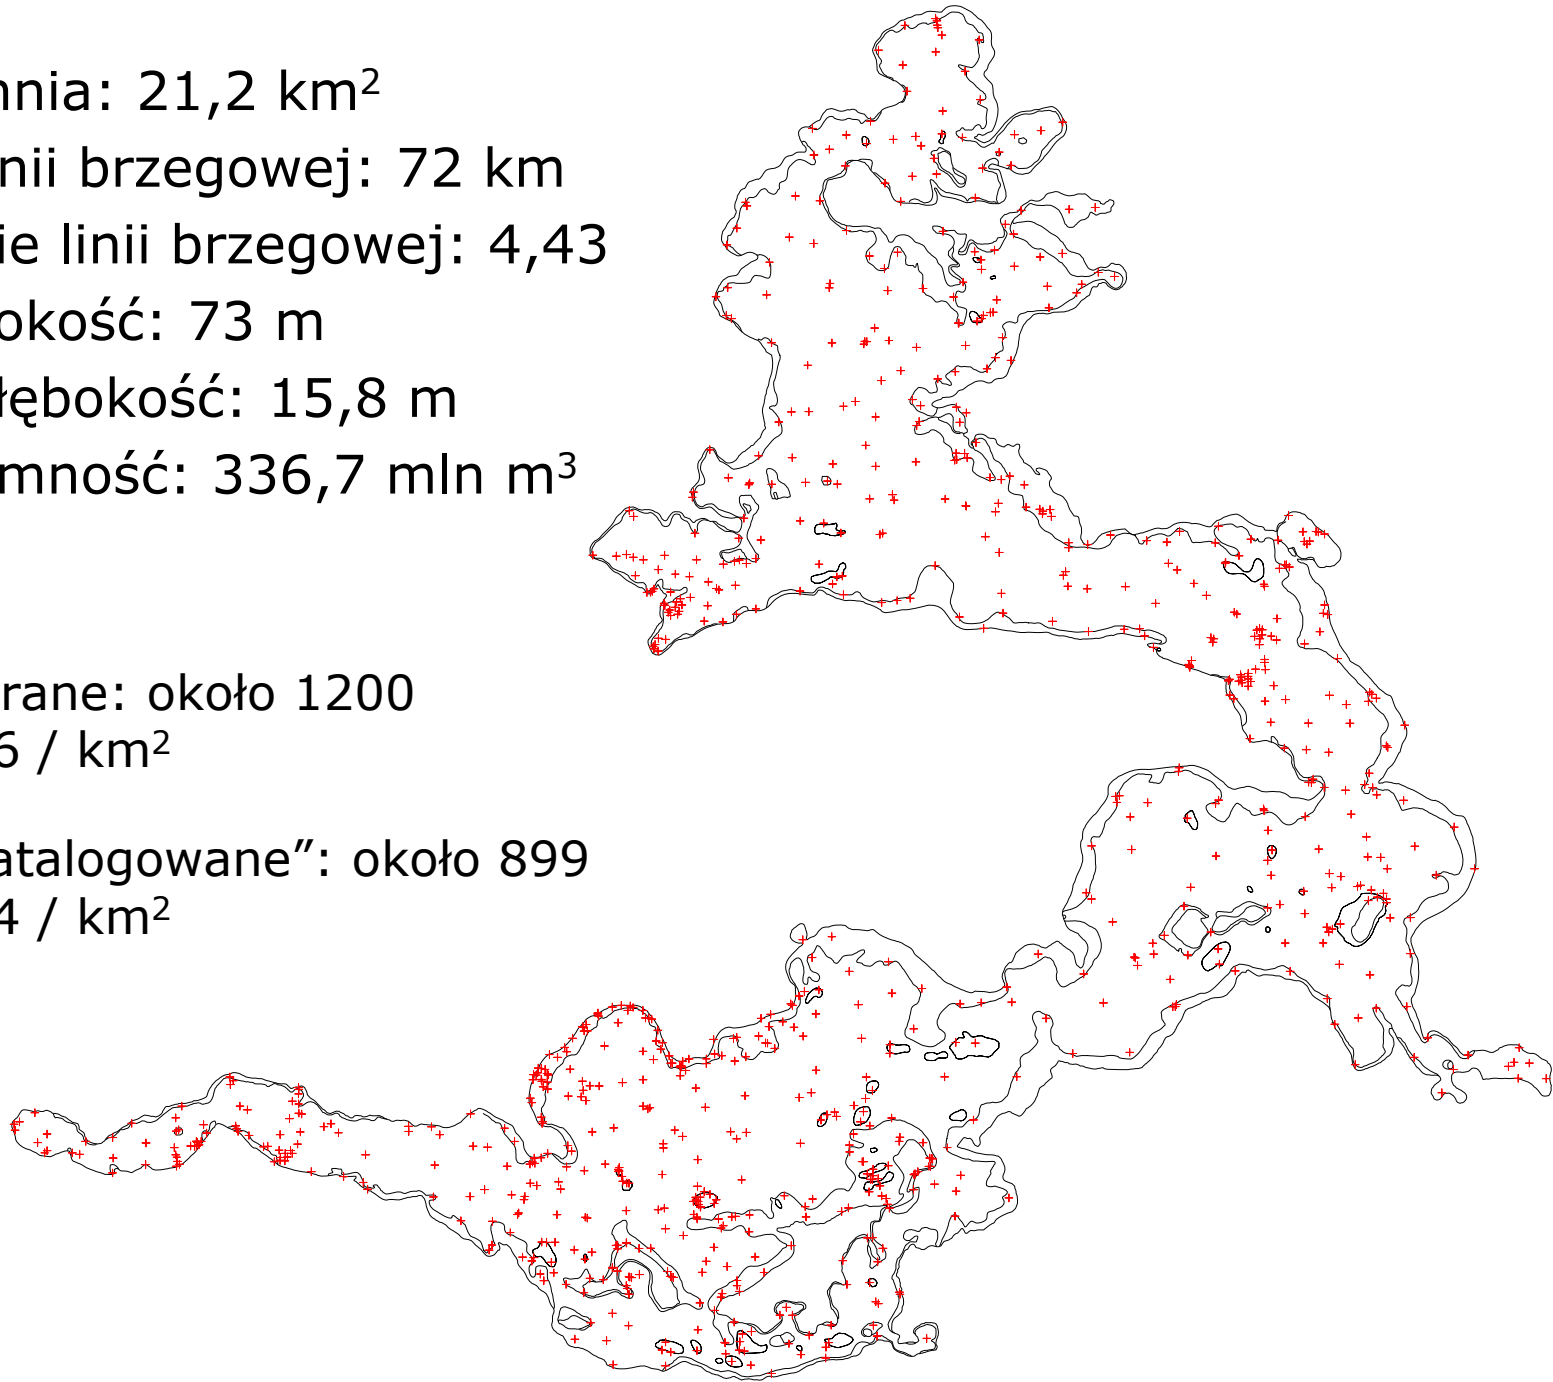 hnia: 21,2 km²
nii brzegowej: 72 km
ie linii brzegowej: 4,43
okość: 73 m
łębokość: 15,8 m
mność: 336,7 mln m³
rane: około 1200
6 / km²
atalogowane”: około 899
4 / km²